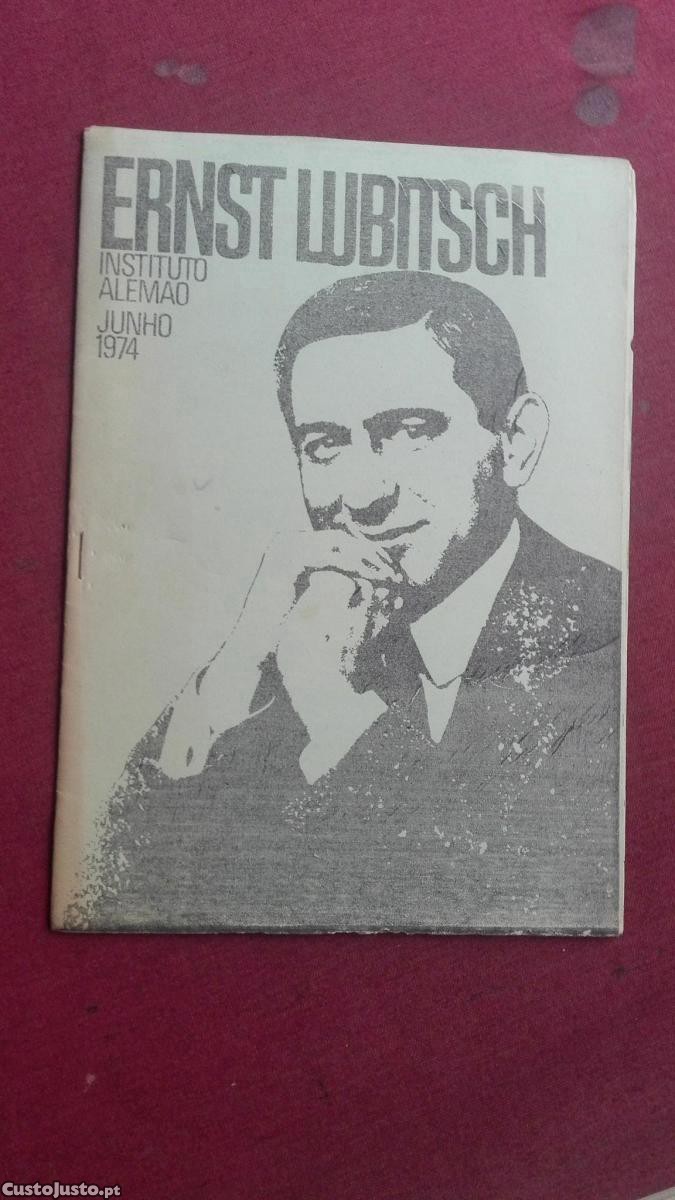 ERNST LUBITSCH
INSTITUTO
ALEMAO
JUNHO
1974
CustoJusto.pt